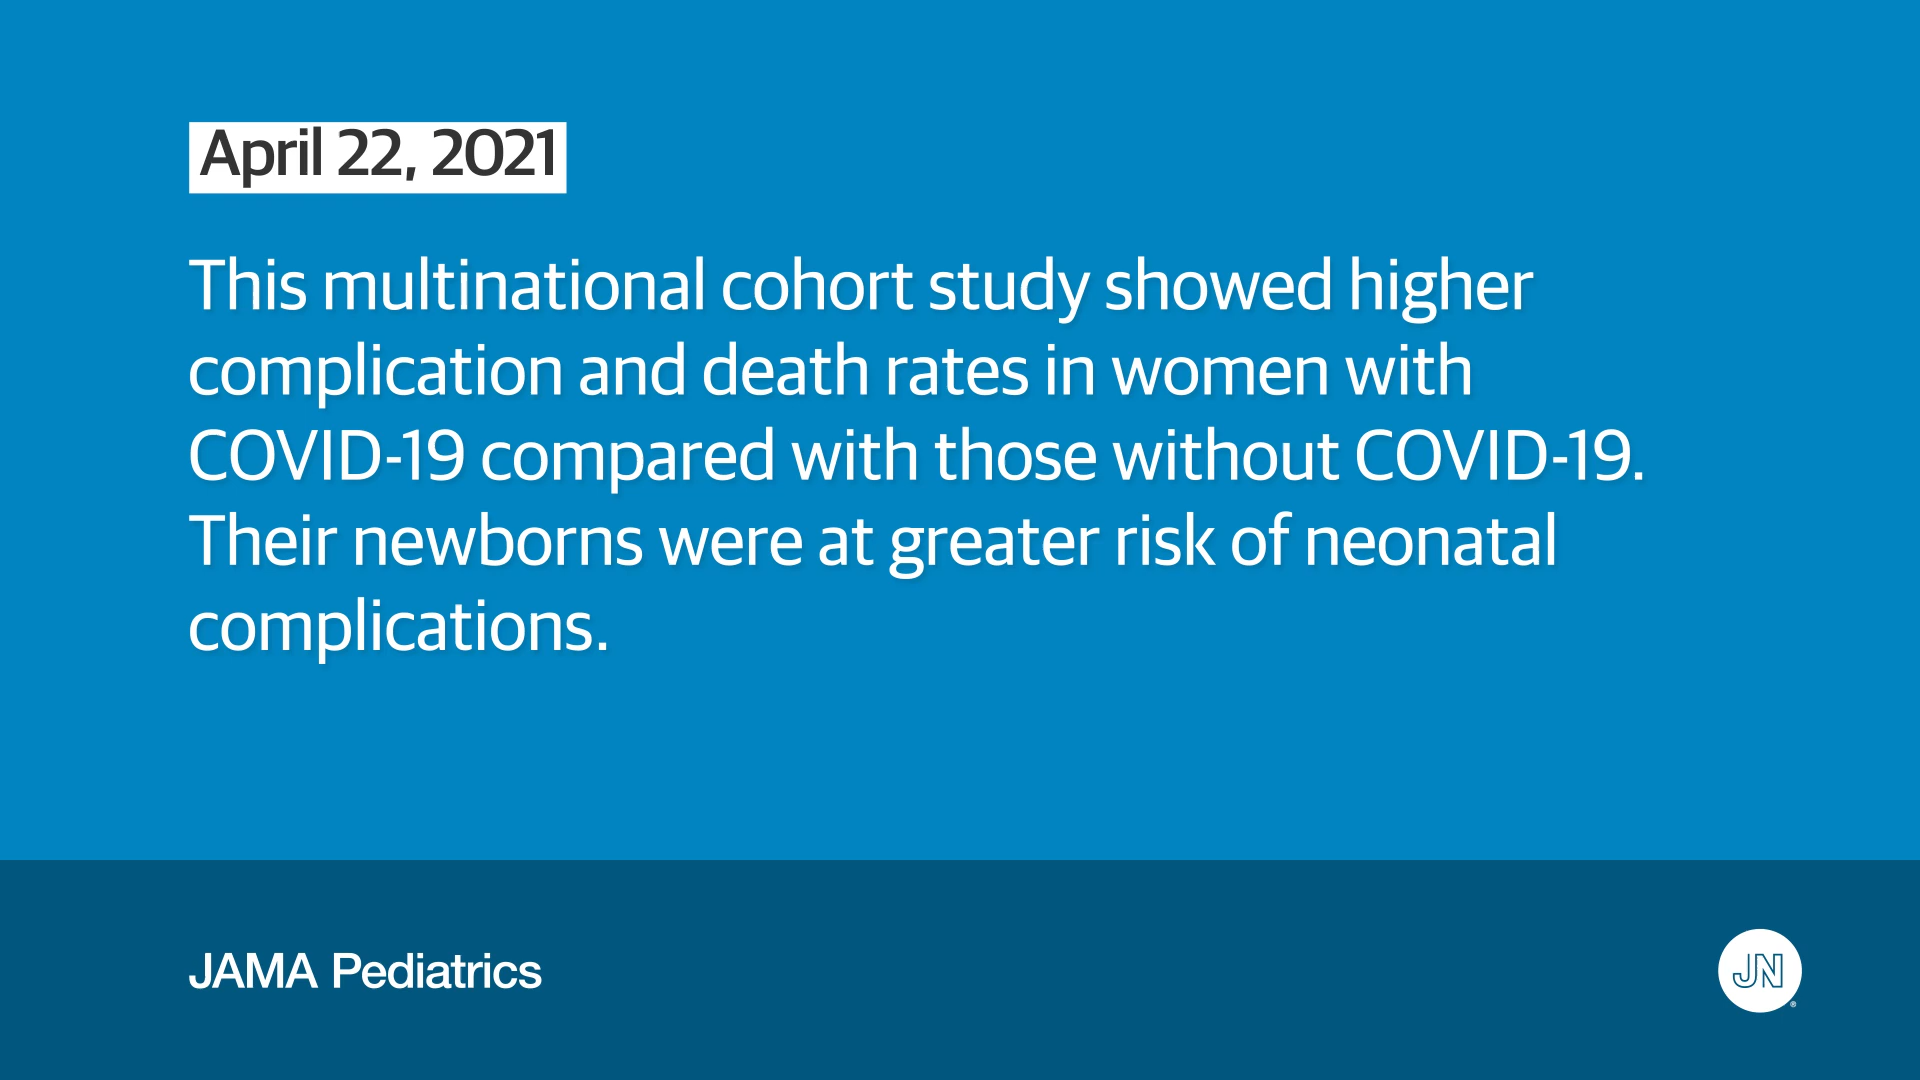 April 22, 2021
This multinational cohort study showed higher
complication and death rates in women with
COVID-19 compared with those without COVID-19.
Their newborns were at greater risk of neonatal
complications.
JAMA Pediatrics
JN
®